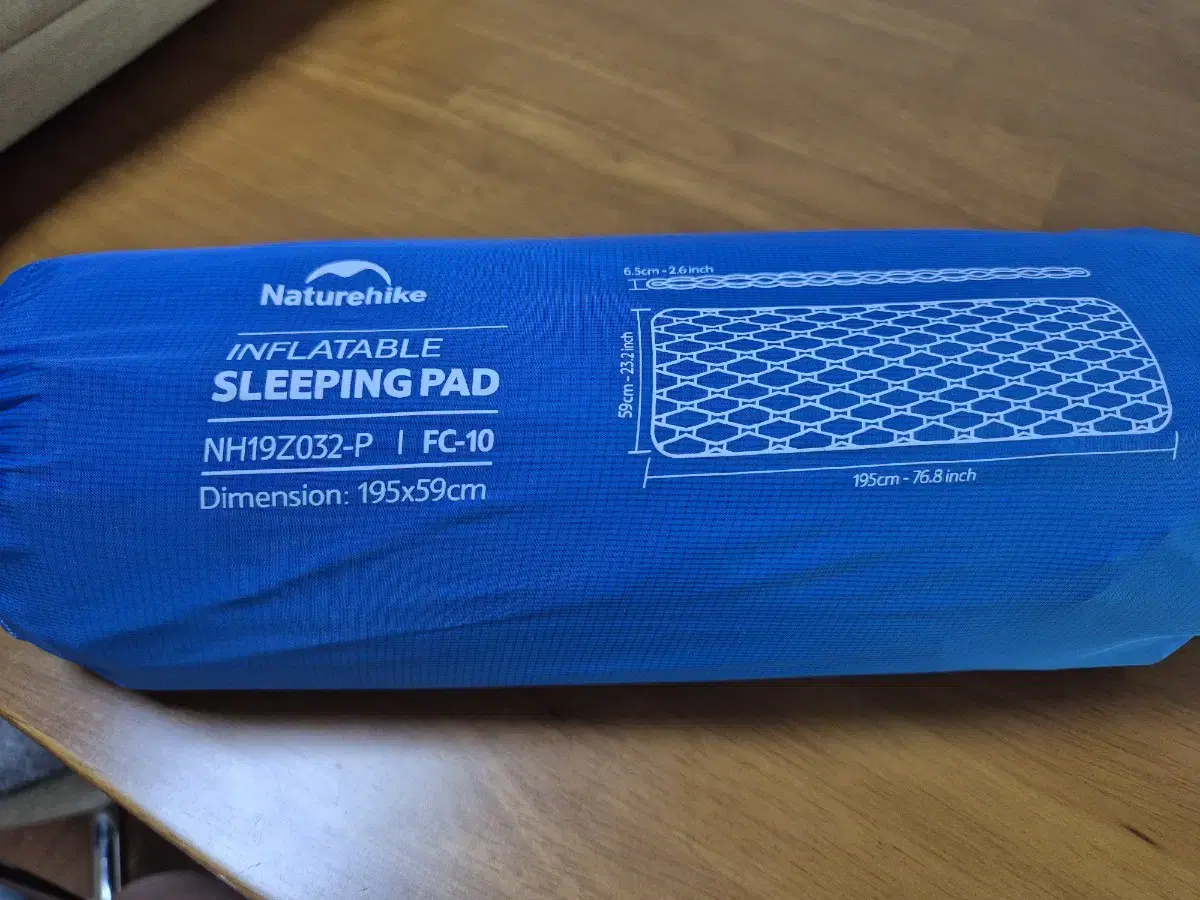 Naturehike
INFLATABLE
SLEEPING PAD
NH19Z032-P | FC-10
Dimension: 195x59cm
6.5cm - 2.6 inch
59cm - 23.2 inch
195cm - 76.8 inch